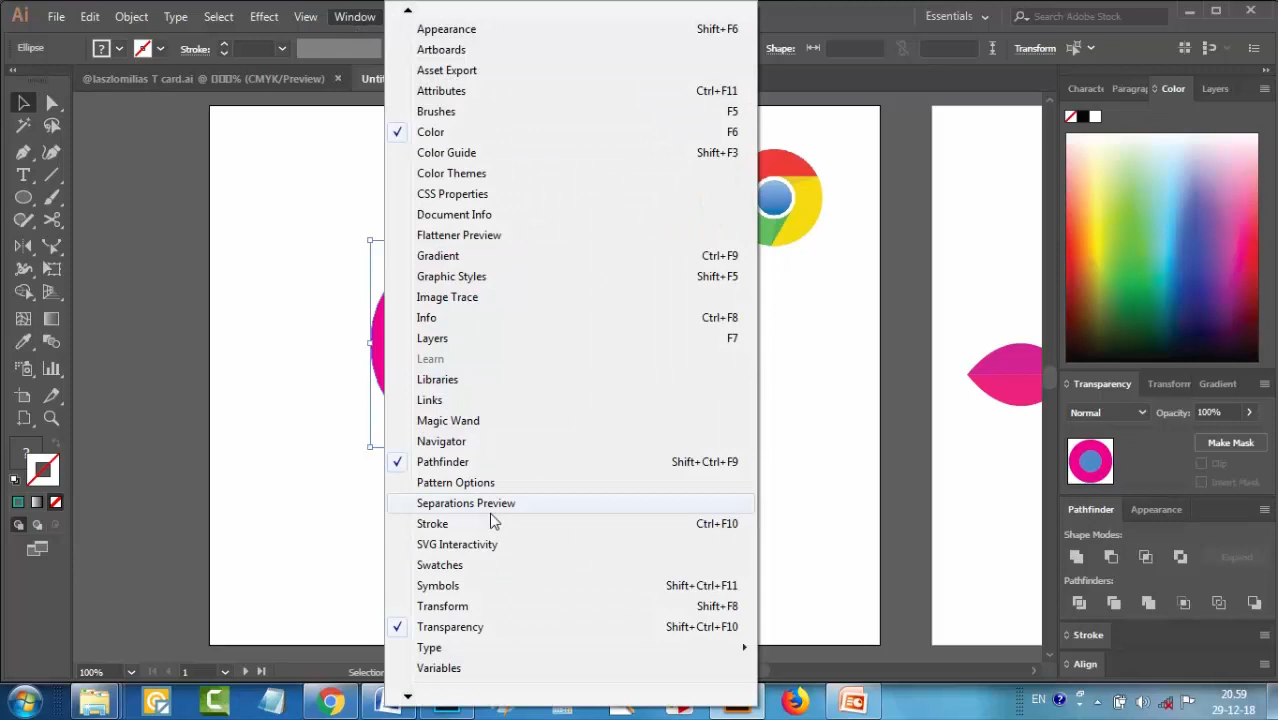 Ai File Edit Object Type Select Effect View Window Essentials Search Adobe Stock
Ellipse ? Stroke: Shape: Transform
@laszlomilias T card.ai @ (CMYK/Preview) ×
Appearance Shift+F6
Artboards
Asset Export
Attributes Ctrl+F11
Brushes F5
Color F6
Color Guide Shift+F3
Color Themes
CSS Properties
Document Info
Flattener Preview
Gradient Ctrl+F9
Graphic Styles Shift+F5
Image Trace
Info Ctrl+F8
Layers F7
Learn
Libraries
Links
Magic Wand
Navigator
Pathfinder Shift+Ctrl+F9
Pattern Options
Separations Preview
Stroke Ctrl+F10
SVG Interactivity
Swatches
Symbols Shift+Ctrl+F11
Transform Shift+F8
Transparency Shift+Ctrl+F10
Type
Variables
Color Layers
Transparency Transform Gradient
Normal Opacity: 100%
Make Mask
Clip
Invert Mask
Pathfinder Appearance
Shape Modes:
Expand
Pathfinders:
Stroke
Align
100% 1
EN 20,59
29-12-18